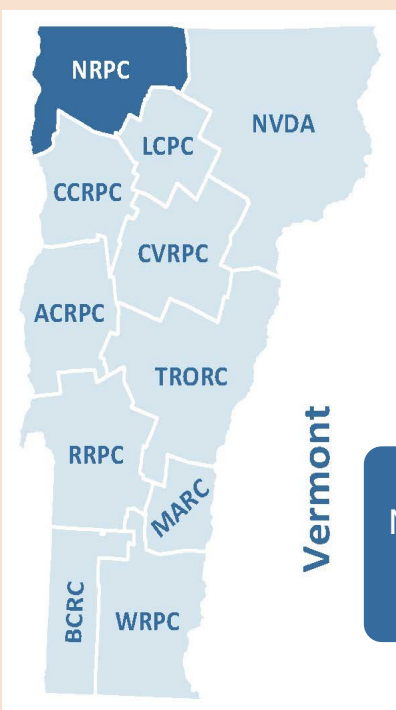 NRPC
NVDA
LCPC
CCRPC
CVRPC
ACRPC
TRORC
RRPC
MARC
BCRC
WRPC
Vermont
N